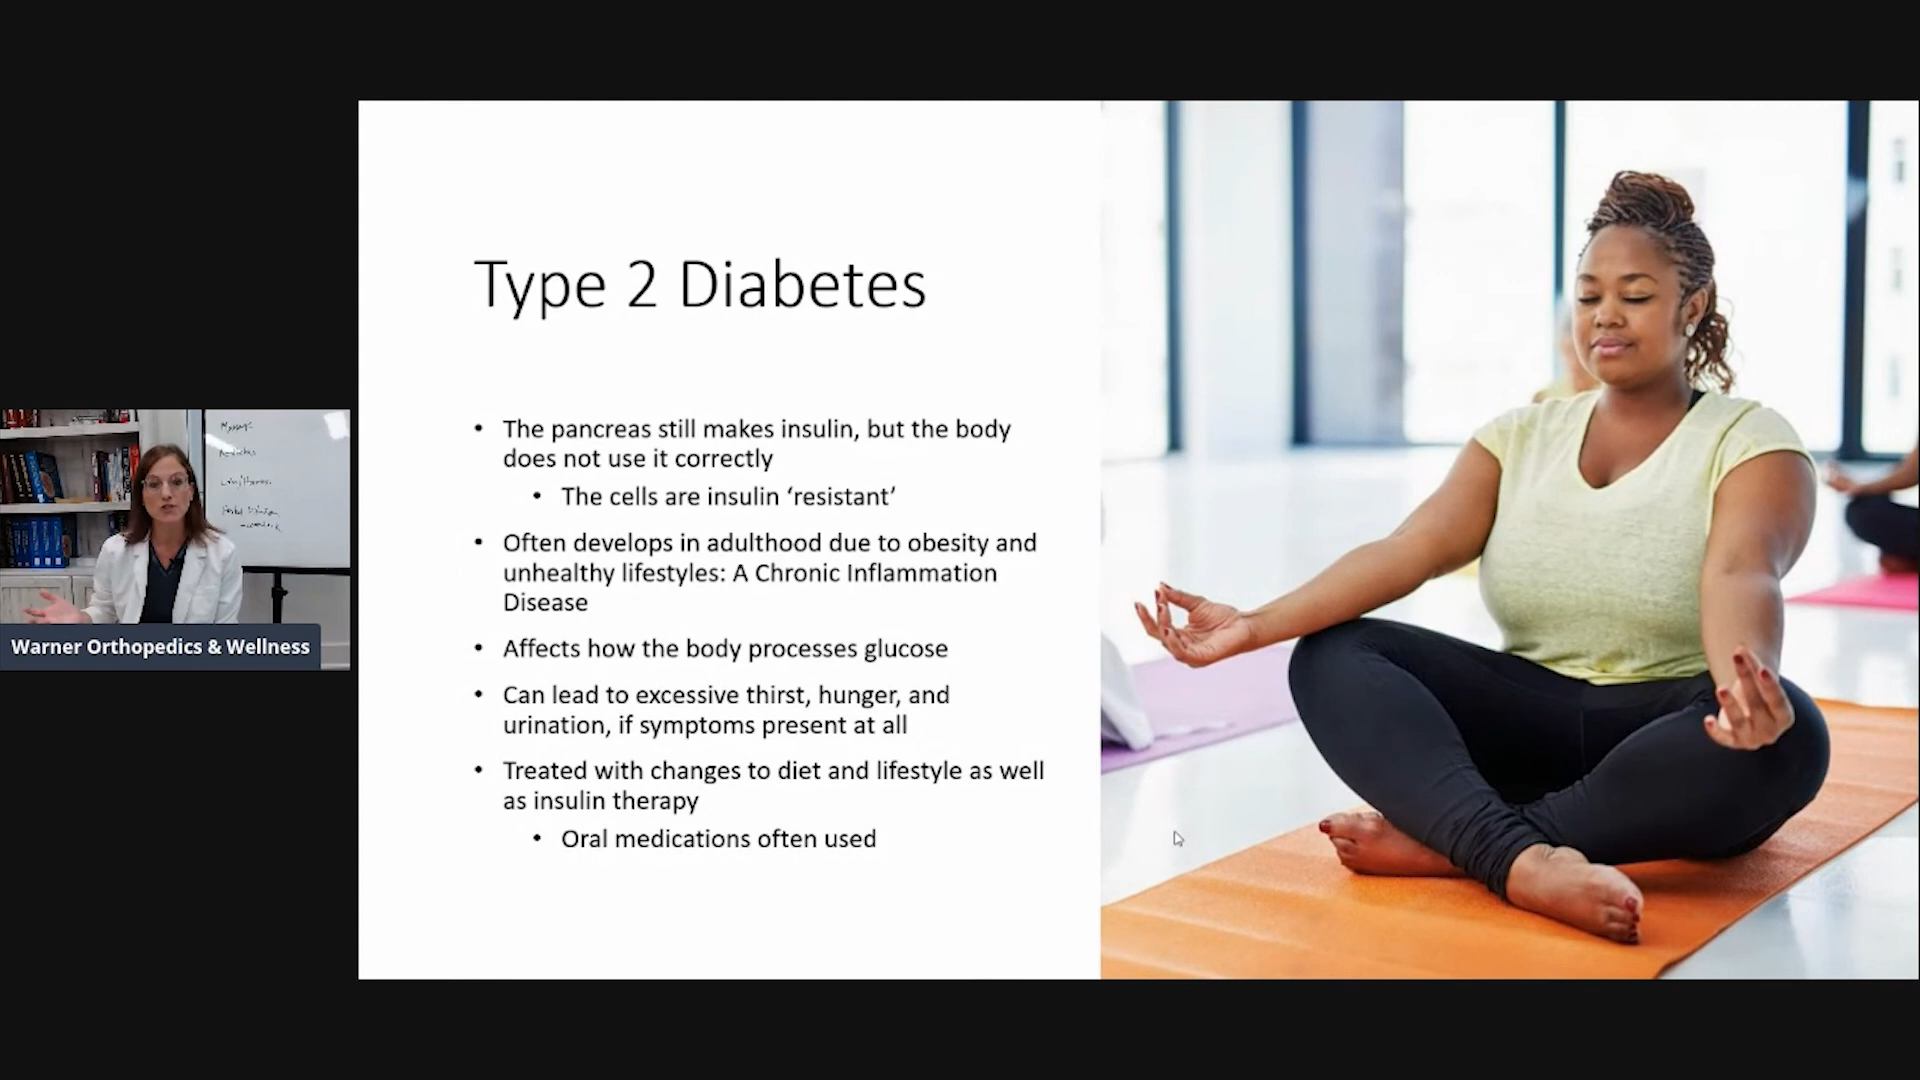 Type 2 Diabetes
• The pancreas still makes insulin, but the body
does not use it correctly
• The cells are insulin ‘resistant’
• Often develops in adulthood due to obesity and
unhealthy lifestyles: A Chronic Inflammation
Disease
• Affects how the body processes glucose
• Can lead to excessive thirst, hunger, and
urination, if symptoms present at all
• Treated with changes to diet and lifestyle as well
as insulin therapy
• Oral medications often used
Warner Orthopedics & Wellness